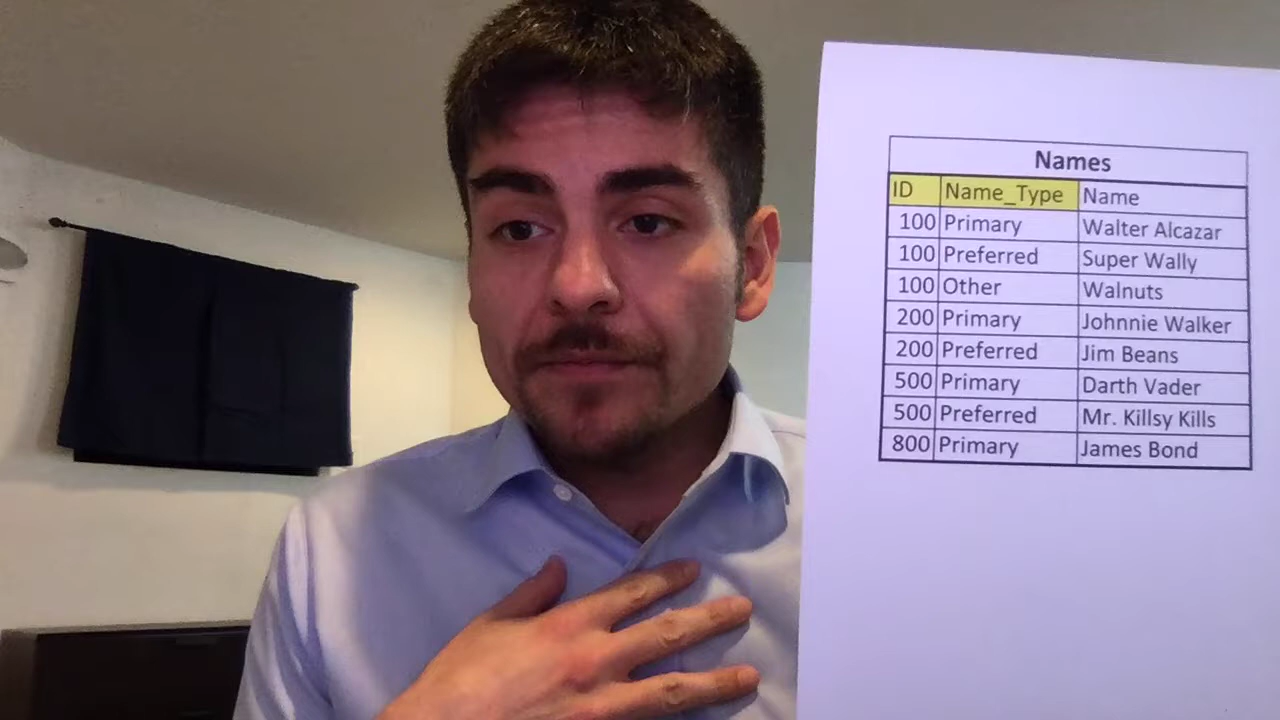 Names
ID Name_Type Name
100 Primary Walter Alcazar
100 Preferred Super Wally
100 Other Walnuts
200 Primary Johnnie Walker
200 Preferred Jim Beans
500 Primary Darth Vader
500 Preferred Mr. Killsy Kills
800 Primary James Bond